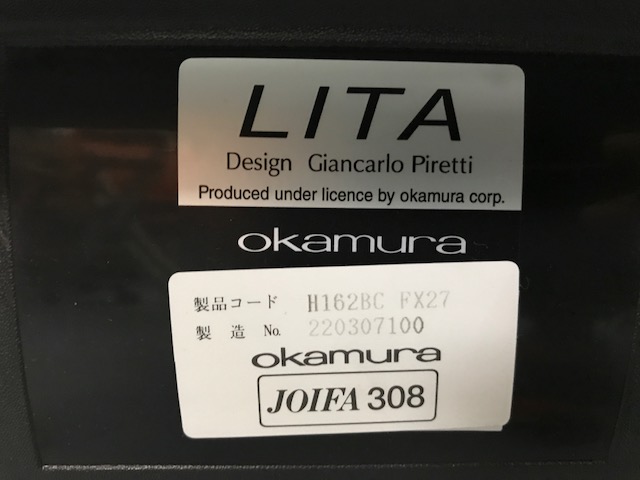 LITA
Design Giancarlo Piretti
Produced under licence by okamura corp.
okamura
製品コード H162BC FX27
製造 No. 220307100
okamura
JOIFA 308